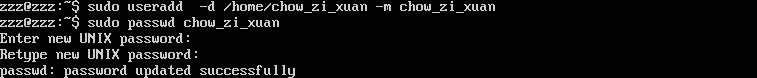 zzz@zzz:~$ sudo useradd  -d /home/chow_zi_xuan -m chow_zi_xuan
zzz@zzz:~$ sudo passwd chow_zi_xuan
Enter new UNIX password:
Retype new UNIX password:
passwd: password updated successfully